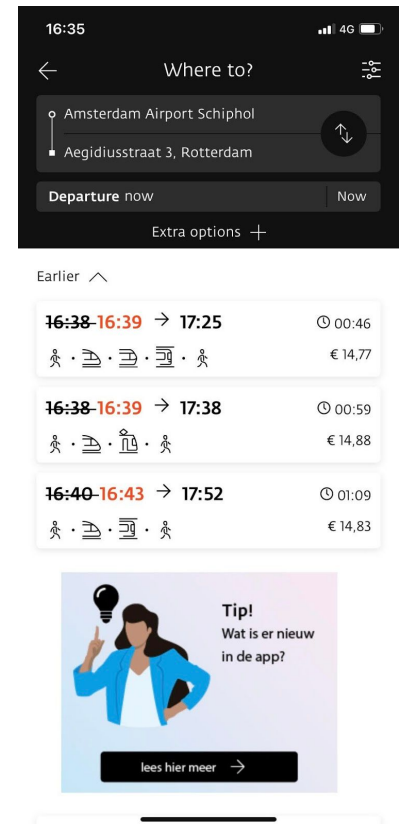 16:35
4G
Where to?
Amsterdam Airport Schiphol
Aegidiusstraat 3, Rotterdam
Departure now
Now
Extra options +
Earlier
16:38 16:39 → 17:25
00:46
€ 14,77
16:38 16:39 → 17:38
00:59
€ 14,88
16:40 16:43 → 17:52
01:09
€ 14,83
Tip!
Wat is er nieuw
in de app?
lees hier meer →